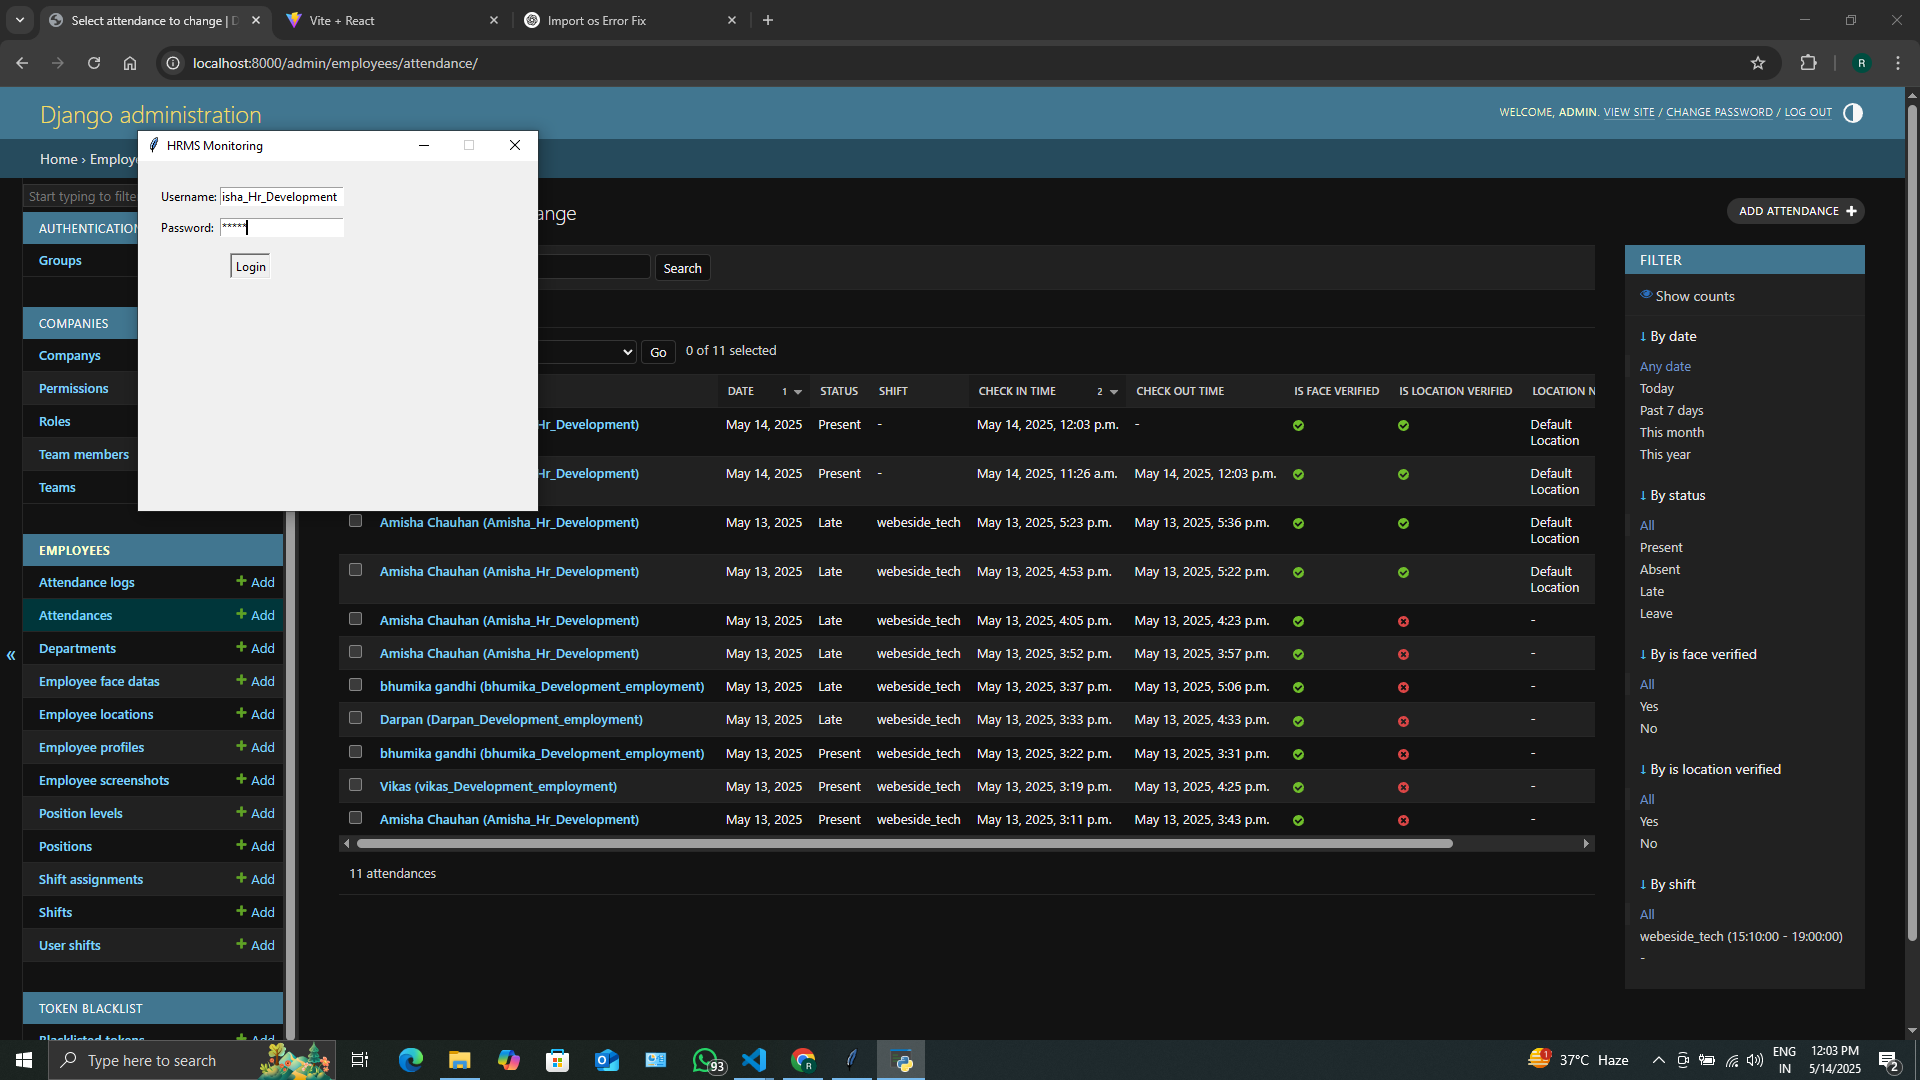 Select attendance to change | D
Vite + React
Import os Error Fix
localhost:8000/admin/employees/attendance/
R
Django administration
WELCOME, ADMIN. VIEW SITE / CHANGE PASSWORD / LOG OUT
Home › Employ
HRMS Monitoring
Username: isha_Hr_Development
Password: *****
Login
Start typing to filte
AUTHENTICATION
Groups
COMPANIES
Companys
Permissions
Roles
Team members
Teams
EMPLOYEES
Attendance logs + Add
Attendances + Add
Departments + Add
Employee face datas + Add
Employee locations + Add
Employee profiles + Add
Employee screenshots + Add
Position levels + Add
Positions + Add
Shift assignments + Add
Shifts + Add
User shifts + Add
TOKEN BLACKLIST
Blacklisted tokens + Add
«
ange
ADD ATTENDANCE +
Search
Go 0 of 11 selected
DATE 1 STATUS SHIFT CHECK IN TIME 2 CHECK OUT TIME IS FACE VERIFIED IS LOCATION VERIFIED LOCATION N
Hr_Development) May 14, 2025 Present - May 14, 2025, 12:03 p.m. - Default Location
Hr_Development) May 14, 2025 Present - May 14, 2025, 11:26 a.m. May 14, 2025, 12:03 p.m. Default Location
Amisha Chauhan (Amisha_Hr_Development) May 13, 2025 Late webeside_tech May 13, 2025, 5:23 p.m. May 13, 2025, 5:36 p.m. Default Location
Amisha Chauhan (Amisha_Hr_Development) May 13, 2025 Late webeside_tech May 13, 2025, 4:53 p.m. May 13, 2025, 5:22 p.m. Default Location
Amisha Chauhan (Amisha_Hr_Development) May 13, 2025 Late webeside_tech May 13, 2025, 4:05 p.m. May 13, 2025, 4:23 p.m. -
Amisha Chauhan (Amisha_Hr_Development) May 13, 2025 Late webeside_tech May 13, 2025, 3:52 p.m. May 13, 2025, 3:57 p.m. -
bhumika gandhi (bhumika_Development_employment) May 13, 2025 Late webeside_tech May 13, 2025, 3:37 p.m. May 13, 2025, 5:06 p.m. -
Darpan (Darpan_Development_employment) May 13, 2025 Late webeside_tech May 13, 2025, 3:33 p.m. May 13, 2025, 4:33 p.m. -
bhumika gandhi (bhumika_Development_employment) May 13, 2025 Present webeside_tech May 13, 2025, 3:22 p.m. May 13, 2025, 3:31 p.m. -
Vikas (vikas_Development_employment) May 13, 2025 Present webeside_tech May 13, 2025, 3:19 p.m. May 13, 2025, 4:25 p.m. -
Amisha Chauhan (Amisha_Hr_Development) May 13, 2025 Present webeside_tech May 13, 2025, 3:11 p.m. May 13, 2025, 3:43 p.m. -
11 attendances
FILTER
Show counts
↓ By date
Any date
Today
Past 7 days
This month
This year
↓ By status
All
Present
Absent
Late
Leave
↓ By is face verified
All
Yes
No
↓ By is location verified
All
Yes
No
↓ By shift
All
webeside_tech (15:10:00 - 19:00:00)
-
Type here to search
93
R
1
37°C Haze
ENG
IN
12:03 PM
5/14/2025
2